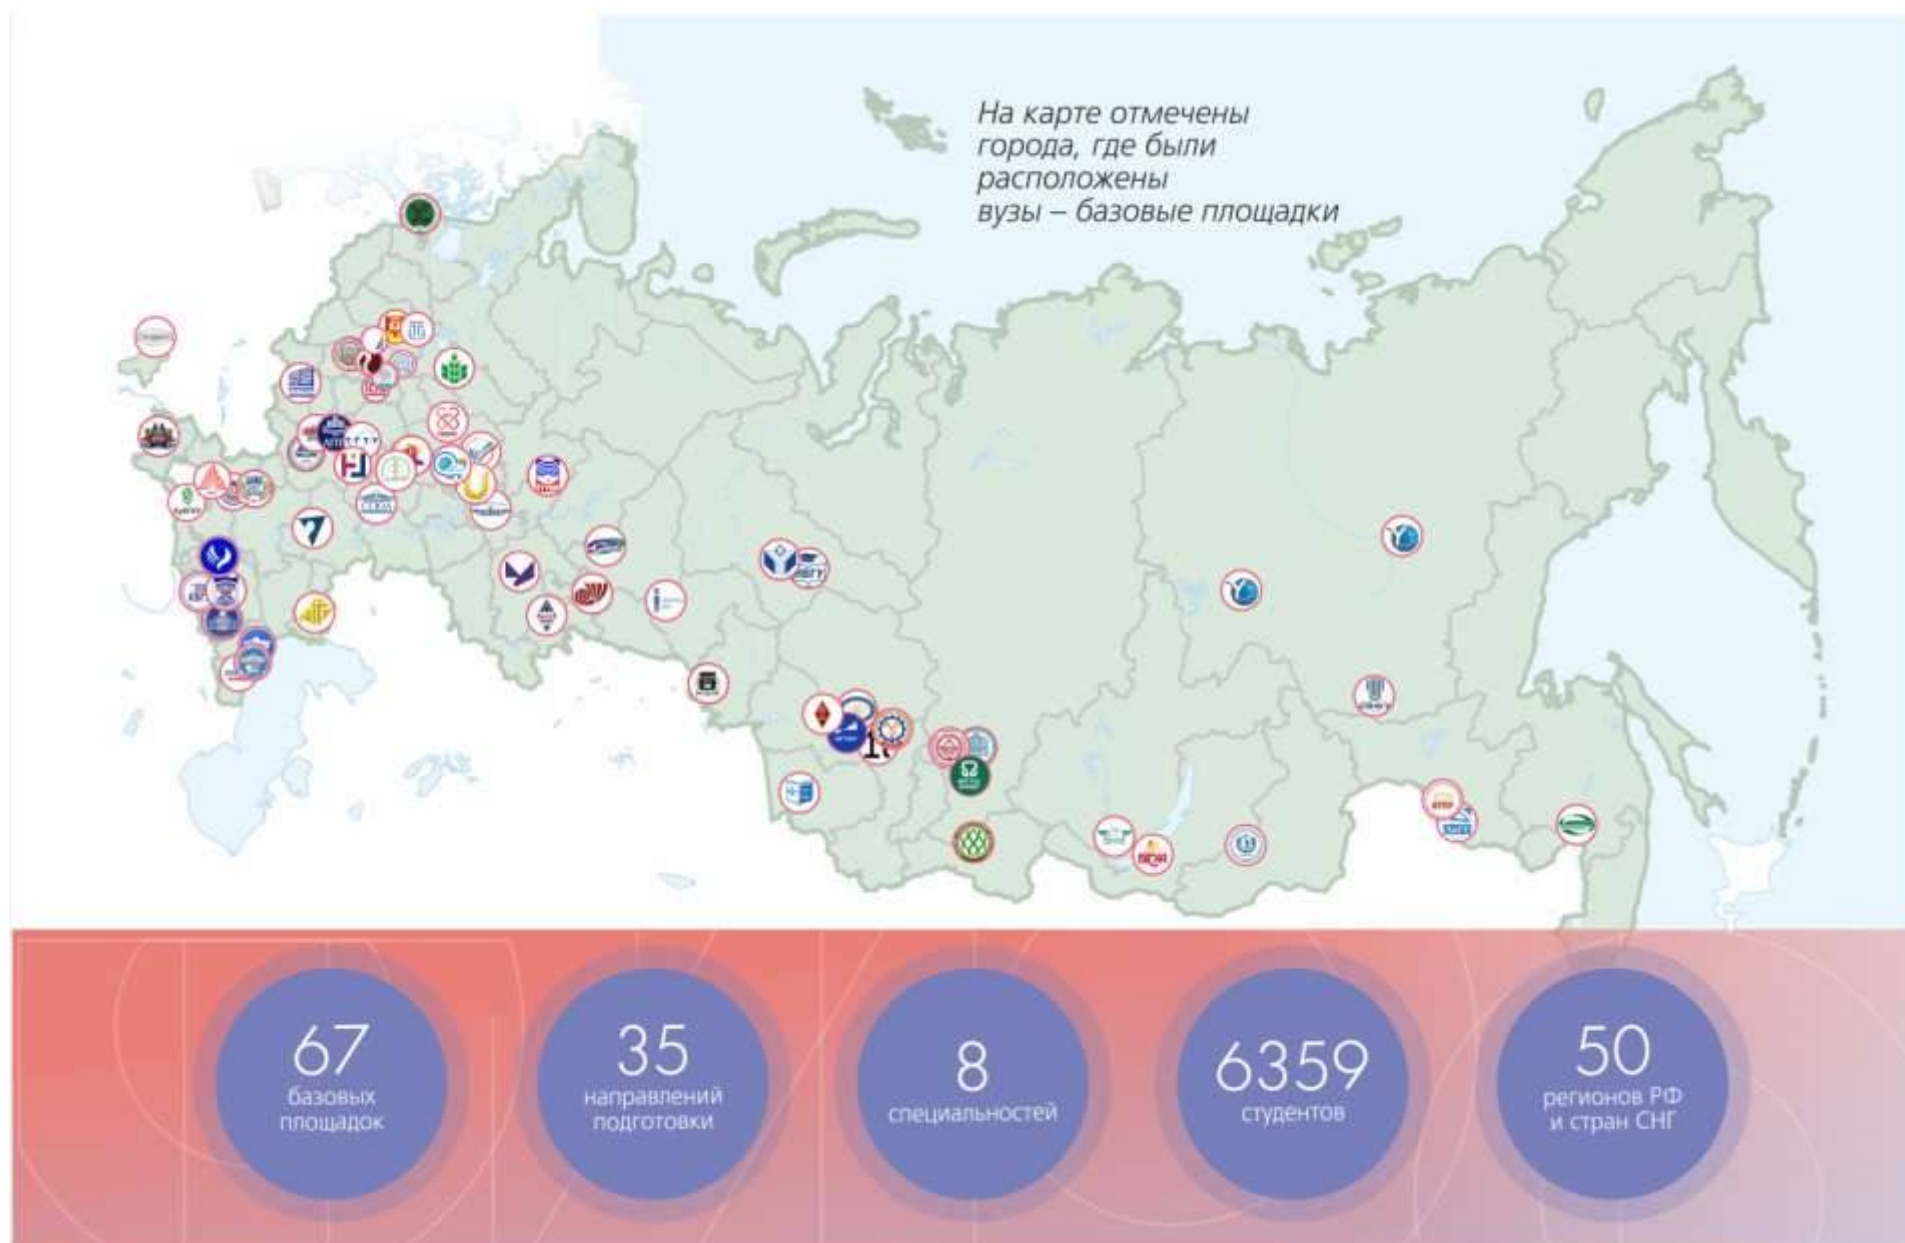 На карте отмечены
города, где были
расположены
вузы – базовые площадки
67
базовых
площадок
35
направлений
подготовки
8
специальностей
6359
студентов
50
регионов РФ
и стран СНГ